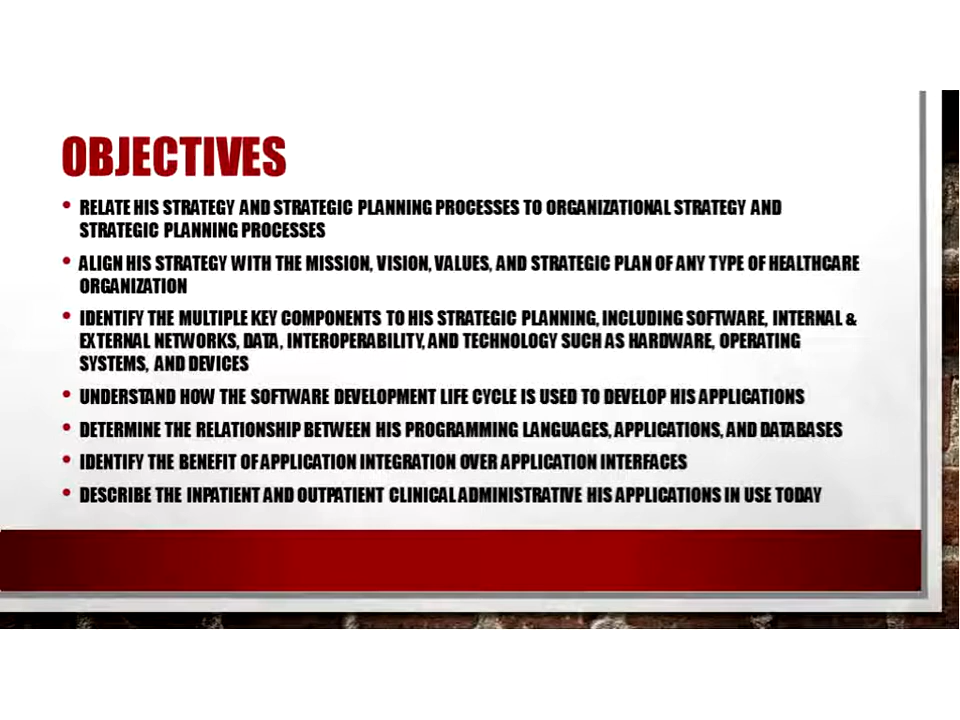 OBJECTIVES
• RELATE HIS STRATEGY AND STRATEGIC PLANNING PROCESSES TO ORGANIZATIONAL STRATEGY AND
STRATEGIC PLANNING PROCESSES
• ALIGN HIS STRATEGY WITH THE MISSION, VISION, VALUES, AND STRATEGIC PLAN OF ANY TYPE OF HEALTHCARE
ORGANIZATION
• IDENTIFY THE MULTIPLE KEY COMPONENTS TO HIS STRATEGIC PLANNING, INCLUDING SOFTWARE, INTERNAL &
EXTERNAL NETWORKS, DATA, INTEROPERABILITY, AND TECHNOLOGY SUCH AS HARDWARE, OPERATING
SYSTEMS, AND DEVICES
• UNDERSTAND HOW THE SOFTWARE DEVELOPMENT LIFE CYCLE IS USED TO DEVELOP HIS APPLICATIONS
• DETERMINE THE RELATIONSHIP BETWEEN HIS PROGRAMMING LANGUAGES, APPLICATIONS, AND DATABASES
• IDENTIFY THE BENEFIT OF APPLICATION INTEGRATION OVER APPLICATION INTERFACES
• DESCRIBE THE INPATIENT AND OUTPATIENT CLINICAL ADMINISTRATIVE HIS APPLICATIONS IN USE TODAY